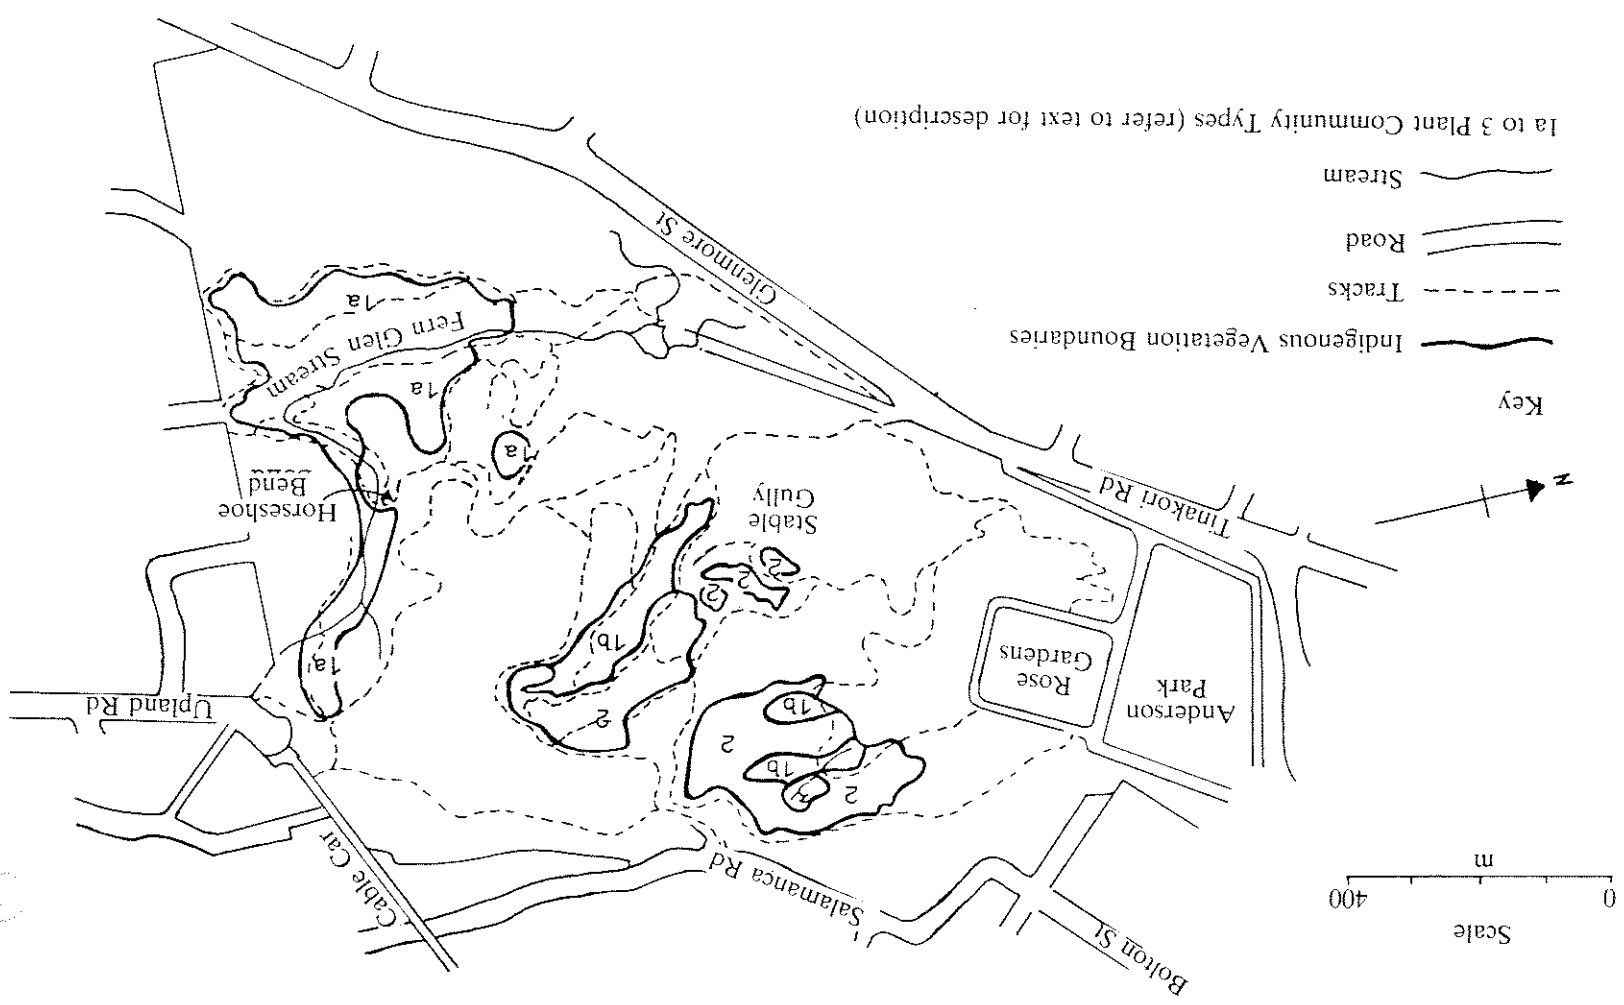 Scale
0 400
m
Bolton St
Salamanca Rd
Cable Car
2
1b
2
1b
2
Anderson
Park
Rose
Gardens
Upland Rd
1a
1b
2
2
2
Stable
Gully
Horseshoe
Bend
N
Tinakori Rd
1a
1a
Fern Glen Stream
1a
Glenmore St
Key
Indigenous Vegetation Boundaries
Tracks
Road
Stream
1a to 3 Plant Community Types (refer to text for description)